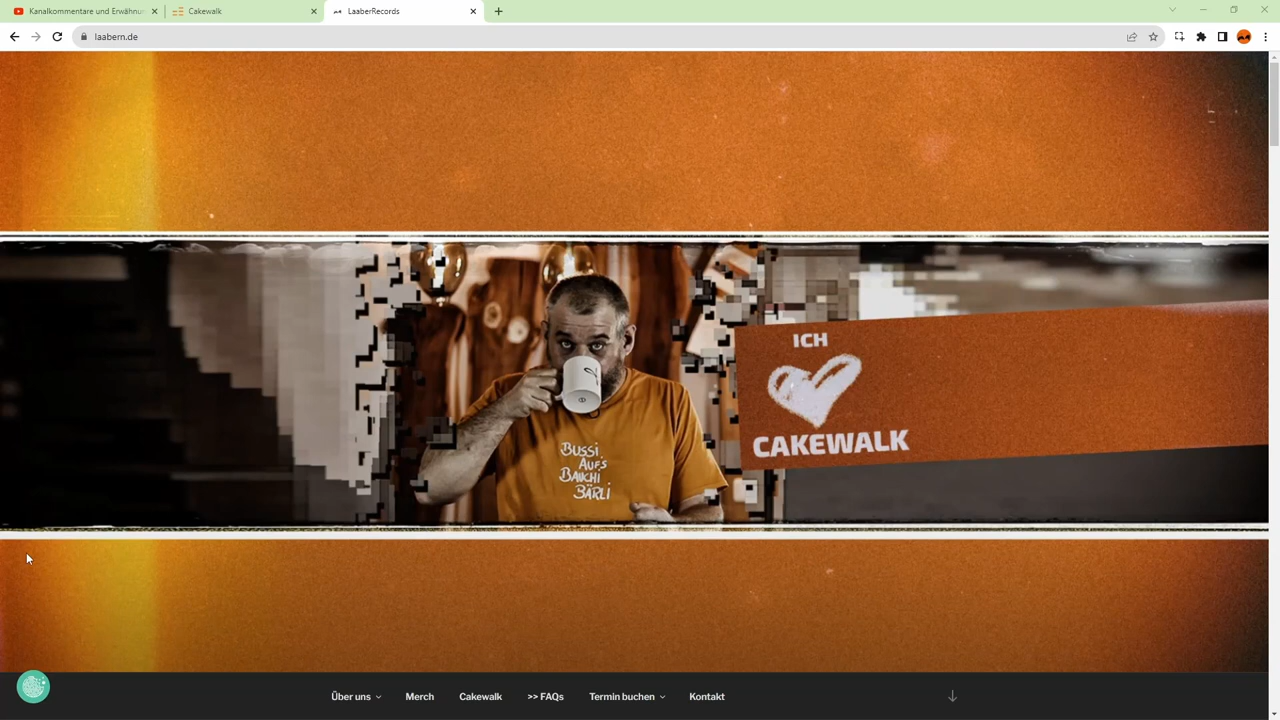 Kanalkommentare und Erwähnun
Cakewalk
LaaberRecords
laabern.de
ICH
CAKEWALK
BUSSI
AUFS
BAUCHI
BÄRLI
Über uns
Merch
Cakewalk
>> FAQs
Termin buchen
Kontakt